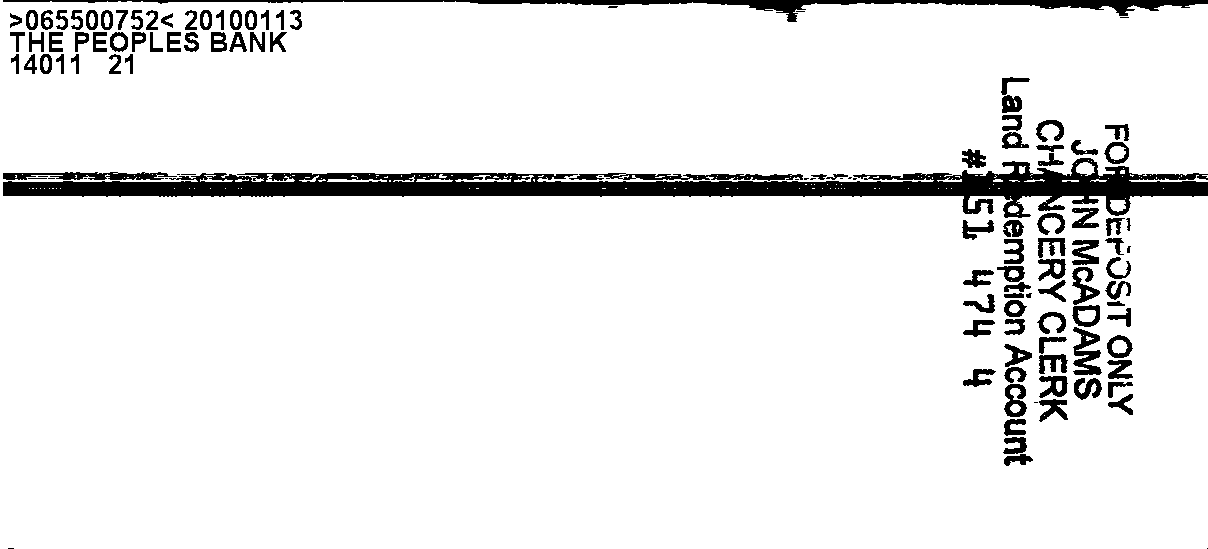 >065500752< 20100113
THE PEOPLES BANK
14011 21
FOR DEPOSIT ONLY
JOHN McADAMS
CHANCERY CLERK
Land Redemption Account
#151 474 4